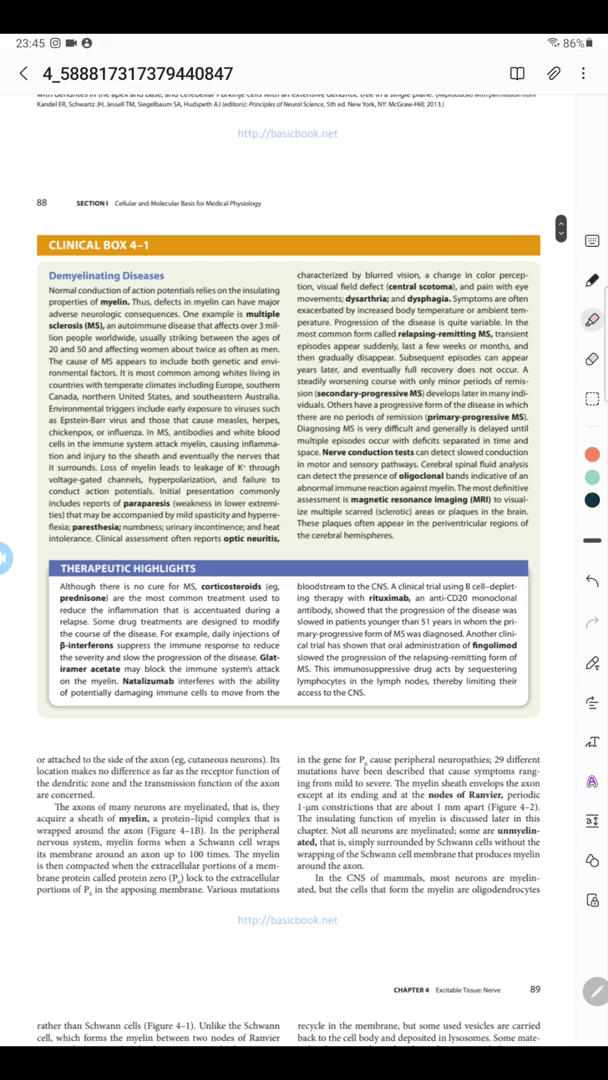 23:45
86%
4_588817317379440847
with dendrites in the apex and base, and cerebellar Purkinje cells with an extensive dendritic tree in a single plane. (Reproduced with permission from
Kandel ER, Schwartz JH, Jessell TM, Siegelbaum SA, Hudspeth AJ (editors): Principles of Neural Science, 5th ed. New York, NY: McGraw-Hill; 2013.)
http://basicbook.net
88 SECTION I Cellular and Molecular Basis for Medical Physiology
CLINICAL BOX 4–1
Demyelinating Diseases
Normal conduction of action potentials relies on the insulating
properties of myelin. Thus, defects in myelin can have major
adverse neurologic consequences. One example is multiple
sclerosis (MS), an autoimmune disease that affects over 3 mil-
lion people worldwide, usually striking between the ages of
20 and 50 and affecting women about twice as often as men.
The cause of MS appears to include both genetic and envi-
ronmental factors. It is most common among whites living in
countries with temperate climates including Europe, southern
Canada, northern United States, and southeastern Australia.
Environmental triggers include early exposure to viruses such
as Epstein-Barr virus and those that cause measles, herpes,
chickenpox, or influenza. In MS, antibodies and white blood
cells in the immune system attack myelin, causing inflamma-
tion and injury to the sheath and eventually the nerves that
it surrounds. Loss of myelin leads to leakage of K+ through
voltage-gated channels, hyperpolarization, and failure to
conduct action potentials. Initial presentation commonly
includes reports of paraparesis (weakness in lower extremi-
ties) that may be accompanied by mild spasticity and hyperre-
flexia; paresthesia; numbness; urinary incontinence; and heat
intolerance. Clinical assessment often reports optic neuritis,
characterized by blurred vision, a change in color percep-
tion, visual field defect (central scotoma), and pain with eye
movements; dysarthria; and dysphagia. Symptoms are often
exacerbated by increased body temperature or ambient tem-
perature. Progression of the disease is quite variable. In the
most common form called relapsing-remitting MS, transient
episodes appear suddenly, last a few weeks or months, and
then gradually disappear. Subsequent episodes can appear
years later, and eventually full recovery does not occur. A
steadily worsening course with only minor periods of remis-
sion (secondary-progressive MS) develops later in many indi-
viduals. Others have a progressive form of the disease in which
there are no periods of remission (primary-progressive MS).
Diagnosing MS is very difficult and generally is delayed until
multiple episodes occur with deficits separated in time and
space. Nerve conduction tests can detect slowed conduction
in motor and sensory pathways. Cerebral spinal fluid analysis
can detect the presence of oligoclonal bands indicative of an
abnormal immune reaction against myelin. The most definitive
assessment is magnetic resonance imaging (MRI) to visual-
ize multiple scarred (sclerotic) areas or plaques in the brain.
These plaques often appear in the periventricular regions of
the cerebral hemispheres.
THERAPEUTIC HIGHLIGHTS
Although there is no cure for MS, corticosteroids (eg,
prednisone) are the most common treatment used to
reduce the inflammation that is accentuated during a
relapse. Some drug treatments are designed to modify
the course of the disease. For example, daily injections of
β-interferons suppress the immune response to reduce
the severity and slow the progression of the disease. Glat-
iramer acetate may block the immune system's attack
on the myelin. Natalizumab interferes with the ability
of potentially damaging immune cells to move from the
bloodstream to the CNS. A clinical trial using B cell–deplet-
ing therapy with rituximab, an anti-CD20 monoclonal
antibody, showed that the progression of the disease was
slowed in patients younger than 51 years in whom the pri-
mary-progressive form of MS was diagnosed. Another clini-
cal trial has shown that oral administration of fingolimod
slowed the progression of the relapsing-remitting form of
MS. This immunosuppressive drug acts by sequestering
lymphocytes in the lymph nodes, thereby limiting their
access to the CNS.
or attached to the side of the axon (eg, cutaneous neurons). Its
location makes no difference as far as the receptor function of
the dendritic zone and the transmission function of the axon
are concerned.
The axons of many neurons are myelinated, that is, they
acquire a sheath of myelin, a protein–lipid complex that is
wrapped around the axon (Figure 4–1B). In the peripheral
nervous system, myelin forms when a Schwann cell wraps
its membrane around an axon up to 100 times. The myelin
is then compacted when the extracellular portions of a mem-
brane protein called protein zero (P0) lock to the extracellular
portions of P0 in the apposing membrane. Various mutations
in the gene for P0 cause peripheral neuropathies; 29 different
mutations have been described that cause symptoms rang-
ing from mild to severe. The myelin sheath envelops the axon
except at its ending and at the nodes of Ranvier, periodic
1-μm constrictions that are about 1 mm apart (Figure 4–2).
The insulating function of myelin is discussed later in this
chapter. Not all neurons are myelinated; some are unmyelin-
ated, that is, simply surrounded by Schwann cells without the
wrapping of the Schwann cell membrane that produces myelin
around the axon.
In the CNS of mammals, most neurons are myelin-
ated, but the cells that form the myelin are oligodendrocytes
http://basicbook.net
CHAPTER 4 Excitable Tissue: Nerve 89
rather than Schwann cells (Figure 4–1). Unlike the Schwann
cell, which forms the myelin between two nodes of Ranvier
recycle in the membrane, but some used vesicles are carried
back to the cell body and deposited in lysosomes. Some mate-